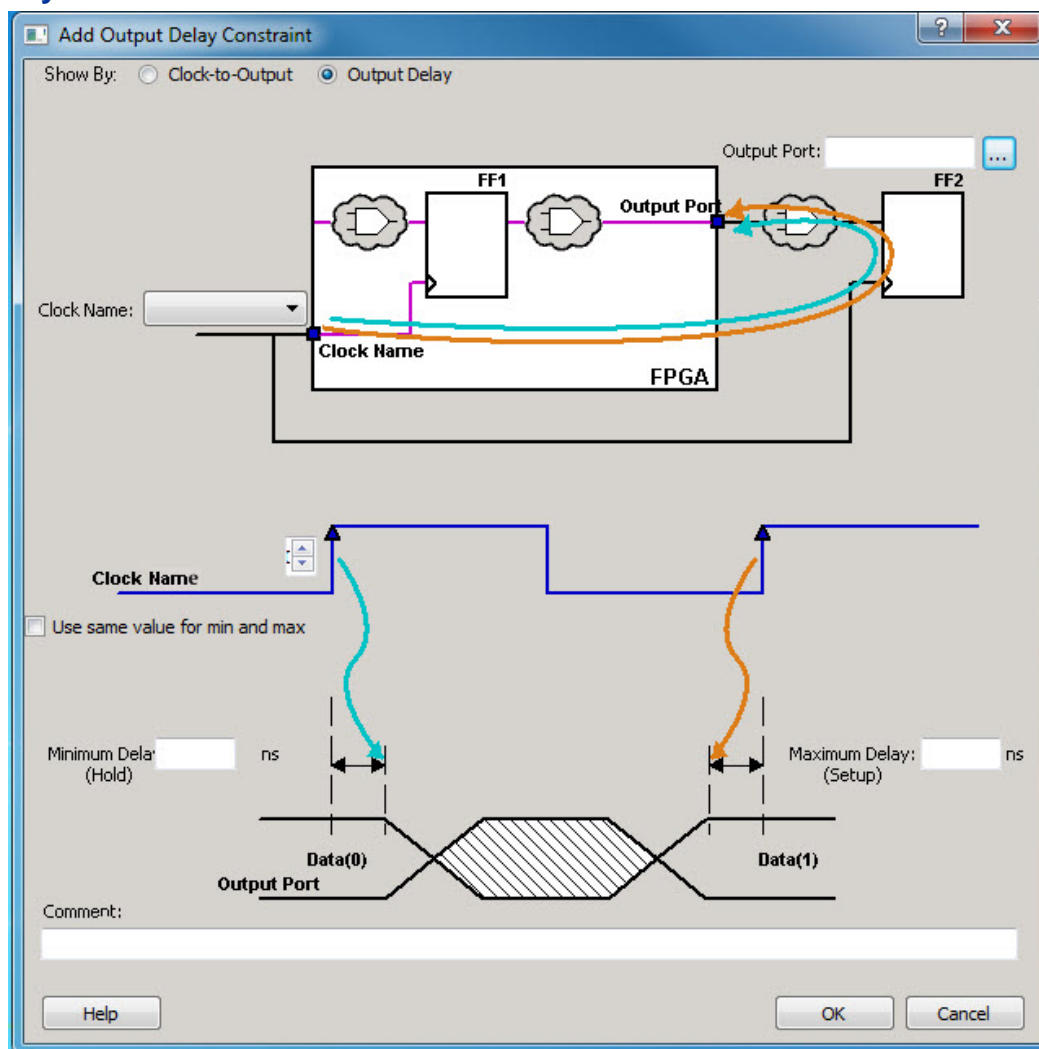 Add Output Delay Constraint
Show By: Clock-to-Output Output Delay
Output Port: ...
FF1
FF2
Output Port
Clock Name:
Clock Name
FPGA
Clock Name
Use same value for min and max
Minimum Dela ns
(Hold)
Maximum Delay: ns
(Setup)
Data(0)
Data(1)
Output Port
Comment:
Help
OK
Cancel